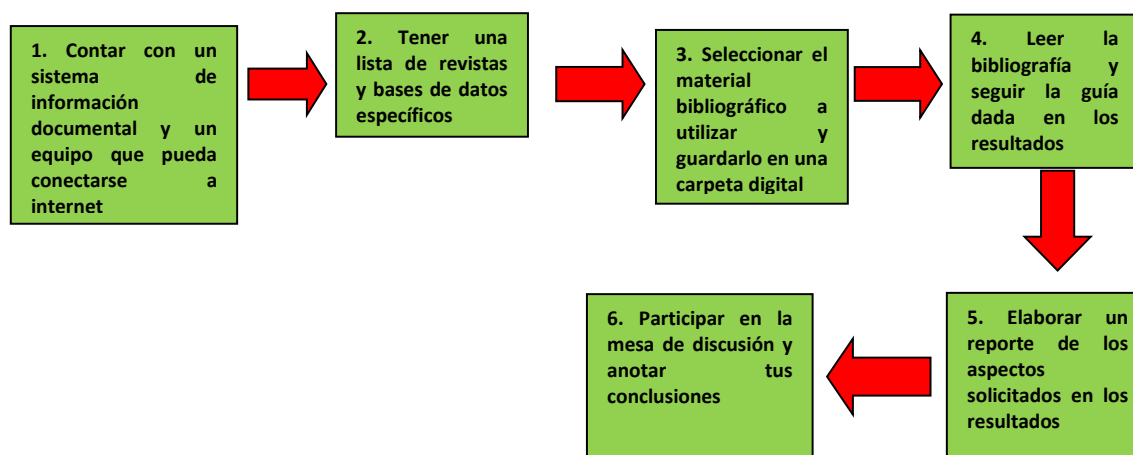 1. Contar con un
sistema de
información
documental y un
equipo que pueda
conectarse a
internet
2. Tener una
lista de revistas
y bases de datos
específicos
3. Seleccionar el
material
bibliográfico a
utilizar y
guardarlo en una
carpeta digital
4. Leer la
bibliografía y
seguir la guía
dada en los
resultados
5. Elaborar un
reporte de los
aspectos
solicitados en los
resultados
6. Participar en la
mesa de discusión y
anotar tus
conclusiones